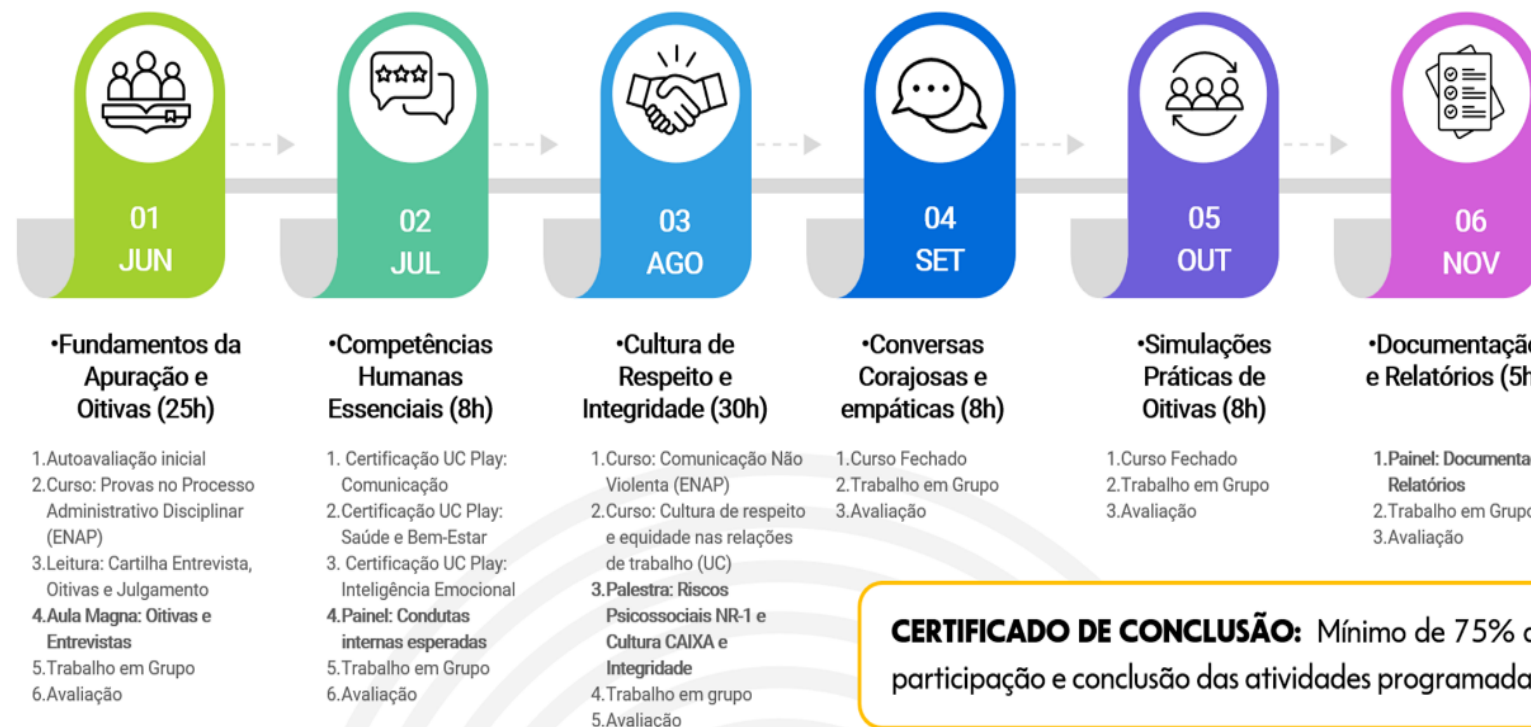 01
JUN
•Fundamentos da
Apuração e
Oitivas (25h)
1.Autoavaliação inicial
2.Curso: Provas no Processo
Administrativo Disciplinar
(ENAP)
3.Leitura: Cartilha Entrevista,
Oitivas e Julgamento
4.Aula Magna: Oitivas e
Entrevistas
5.Trabalho em Grupo
6.Avaliação
02
JUL
•Competências
Humanas
Essenciais (8h)
1. Certificação UC Play:
Comunicação
2.Certificação UC Play:
Saúde e Bem-Estar
3. Certificação UC Play:
Inteligência Emocional
4.Painel: Condutas
internas esperadas
5.Trabalho em Grupo
6.Avaliação
03
AGO
•Cultura de
Respeito e
Integridade (30h)
1.Curso: Comunicação Não
Violenta (ENAP)
2.Curso: Cultura de respeito
e equidade nas relações
de trabalho (UC)
3.Palestra: Riscos
Psicossociais NR-1 e
Cultura CAIXA e
Integridade
4.Trabalho em grupo
5.Avaliação
04
SET
•Conversas
Corajosas e
empáticas (8h)
1.Curso Fechado
2.Trabalho em Grupo
3.Avaliação
05
OUT
•Simulações
Práticas de
Oitivas (8h)
1.Curso Fechado
2.Trabalho em Grupo
3.Avaliação
06
NOV
•Documentação
e Relatórios (5h
1.Painel: Documenta
Relatórios
2.Trabalho em Grupo
3.Avaliação
CERTIFICADO DE CONCLUSÃO: Mínimo de 75% d
participação e conclusão das atividades programada